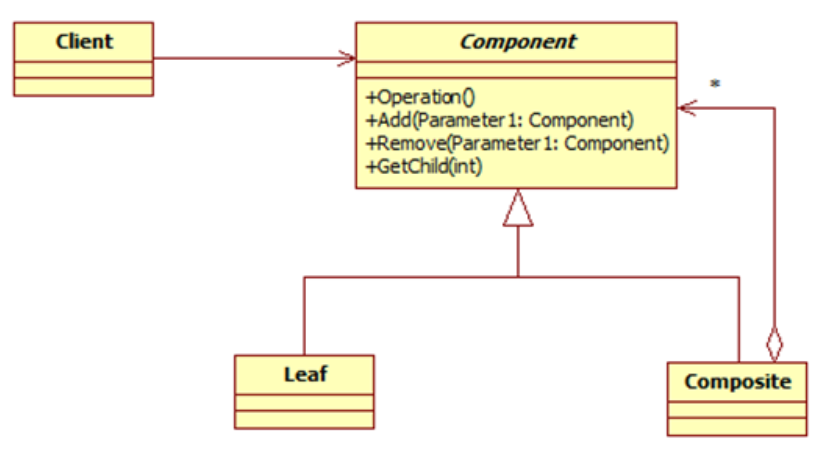 Client
Component
+Operation()
+Add(Parameter1: Component)
+Remove(Parameter1: Component)
+GetChild(int)
*
Leaf
Composite